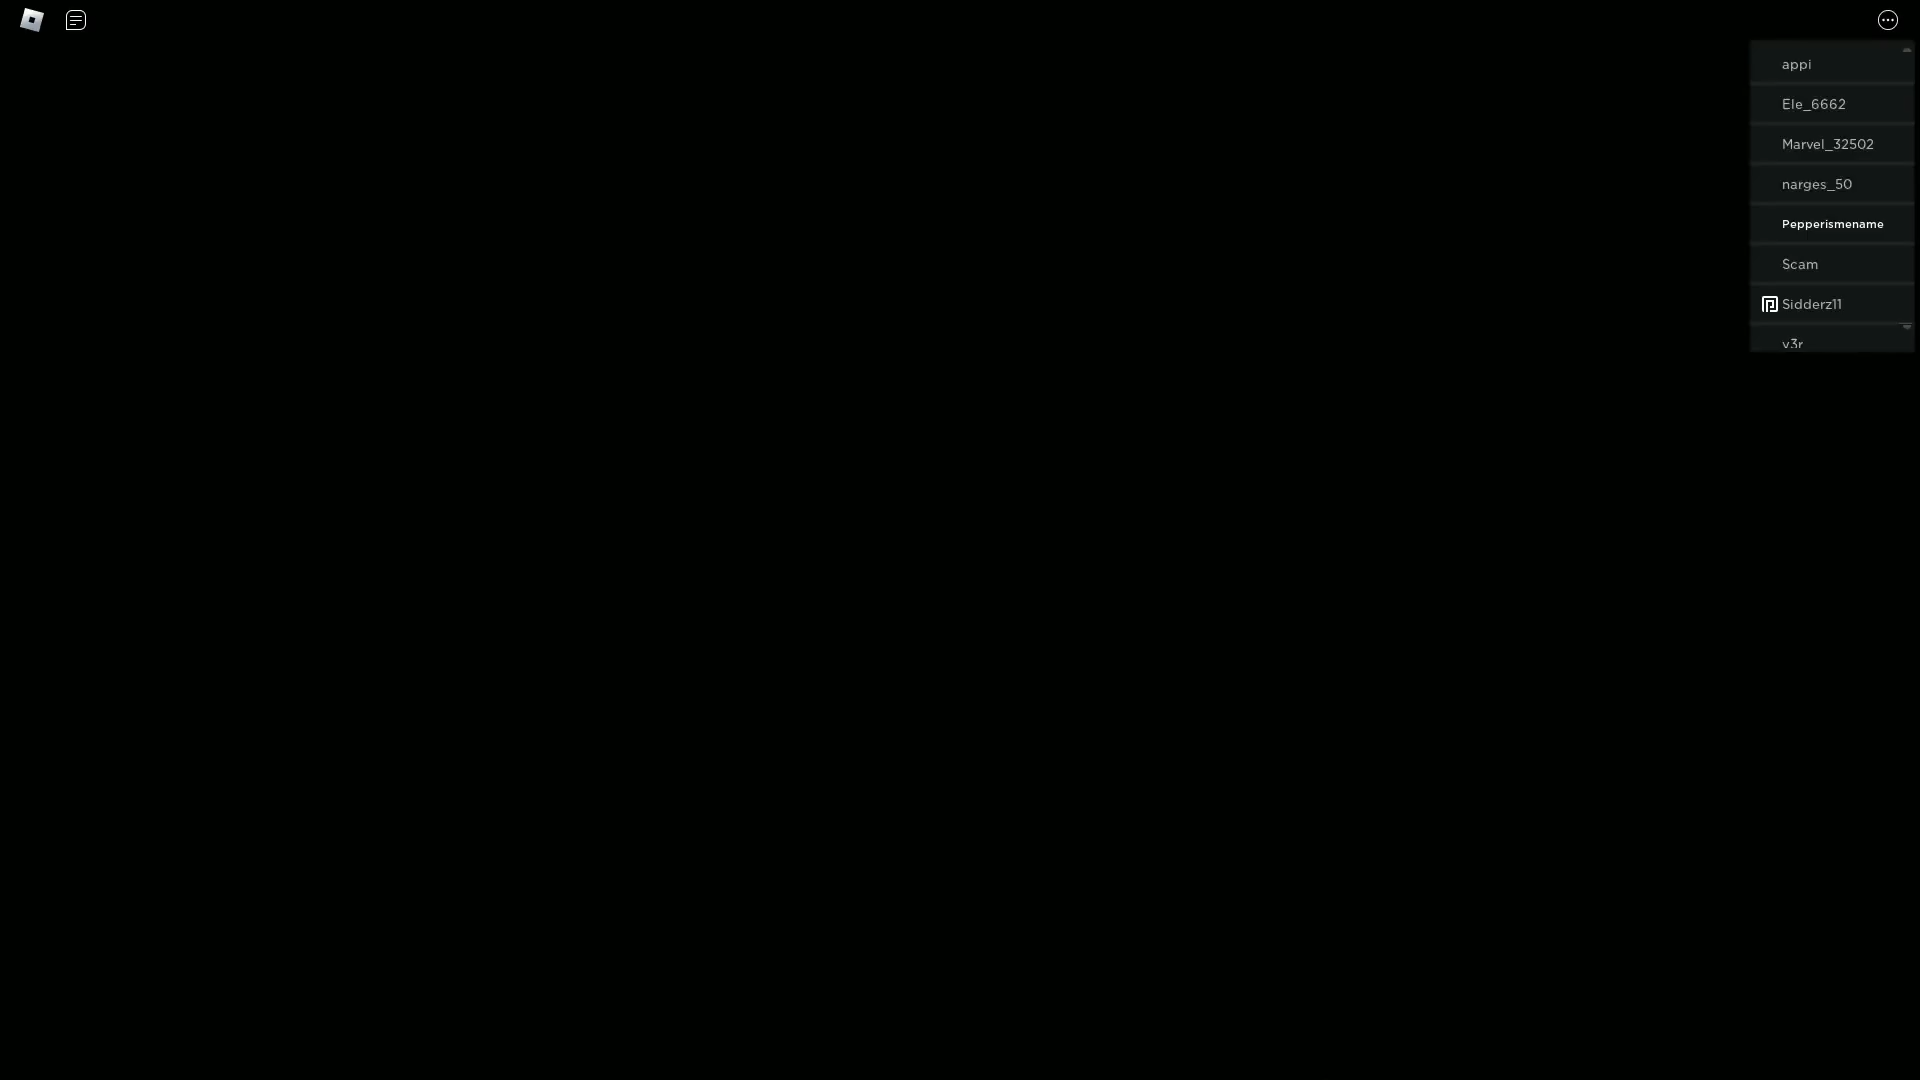 appi
Ele_6662
Marvel_32502
narges_50
Pepperismename
Scam
Sidderz11
v3r